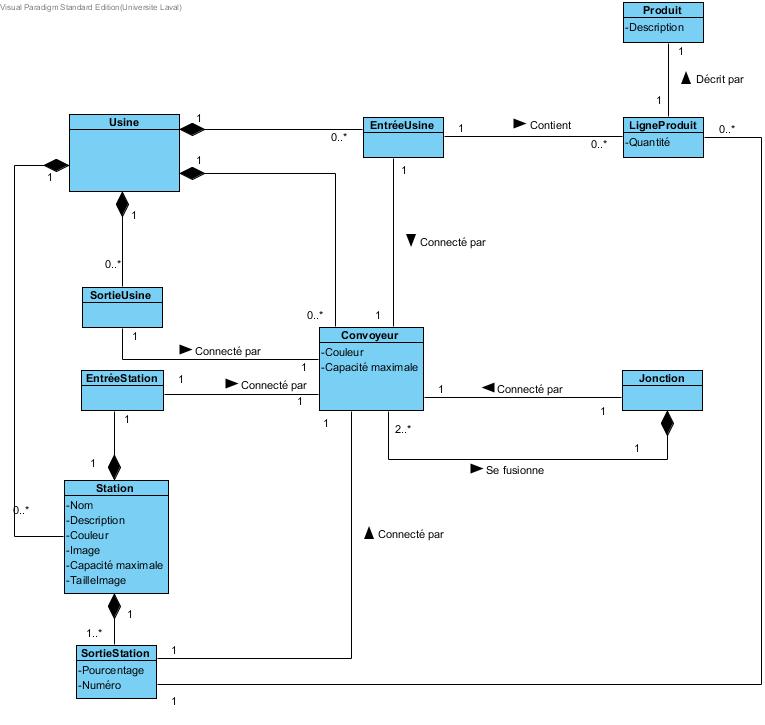 Visual Paradigm Standard Edition(Universite Laval)
Produit
-Description
1
Décrit par
1
Usine
1
0..*
EntréeUsine
1
Contient
0..*
LigneProduit
-Quantité
0..*
1
1
1
1
Connecté par
0..*
SortieUsine
1
Connecté par
1
0..*
1
Convoyeur
-Couleur
-Capacité maximale
EntréeStation
1
Connecté par
1
1
Connecté par
1
Jonction
1
2..*
1
Se fusionne
1
1
Station
-Nom
-Description
-Couleur
-Image
-Capacité maximale
-TailleImage
0..*
Connecté par
1
1..*
SortieStation
-Pourcentage
-Numéro
1
1